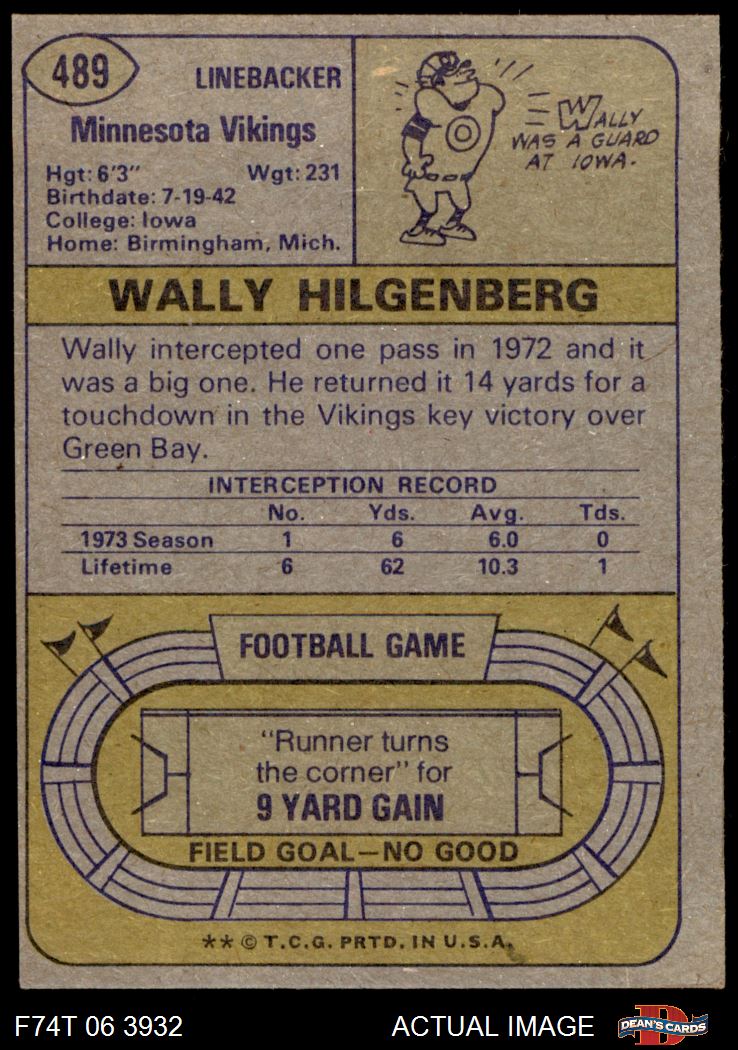 489
LINEBACKER
Minnesota Vikings
Hgt: 6'3" Wgt: 231
Birthdate: 7-19-42
College: Iowa
Home: Birmingham, Mich.
WALLY
WAS A GUARD
AT IOWA.
WALLY HILGENBERG
Wally intercepted one pass in 1972 and it
was a big one. He returned it 14 yards for a
touchdown in the Vikings key victory over
Green Bay.
INTERCEPTION RECORD
No. Yds. Avg. Tds.
1973 Season 1 6 6.0 0
Lifetime 6 62 10.3 1
FOOTBALL GAME
"Runner turns
the corner" for
9 YARD GAIN
FIELD GOAL—NO GOOD
** © T.C.G. PRTD. IN U.S.A.
F74T 06 3932 ACTUAL IMAGE
D
DEAN'S CARDS